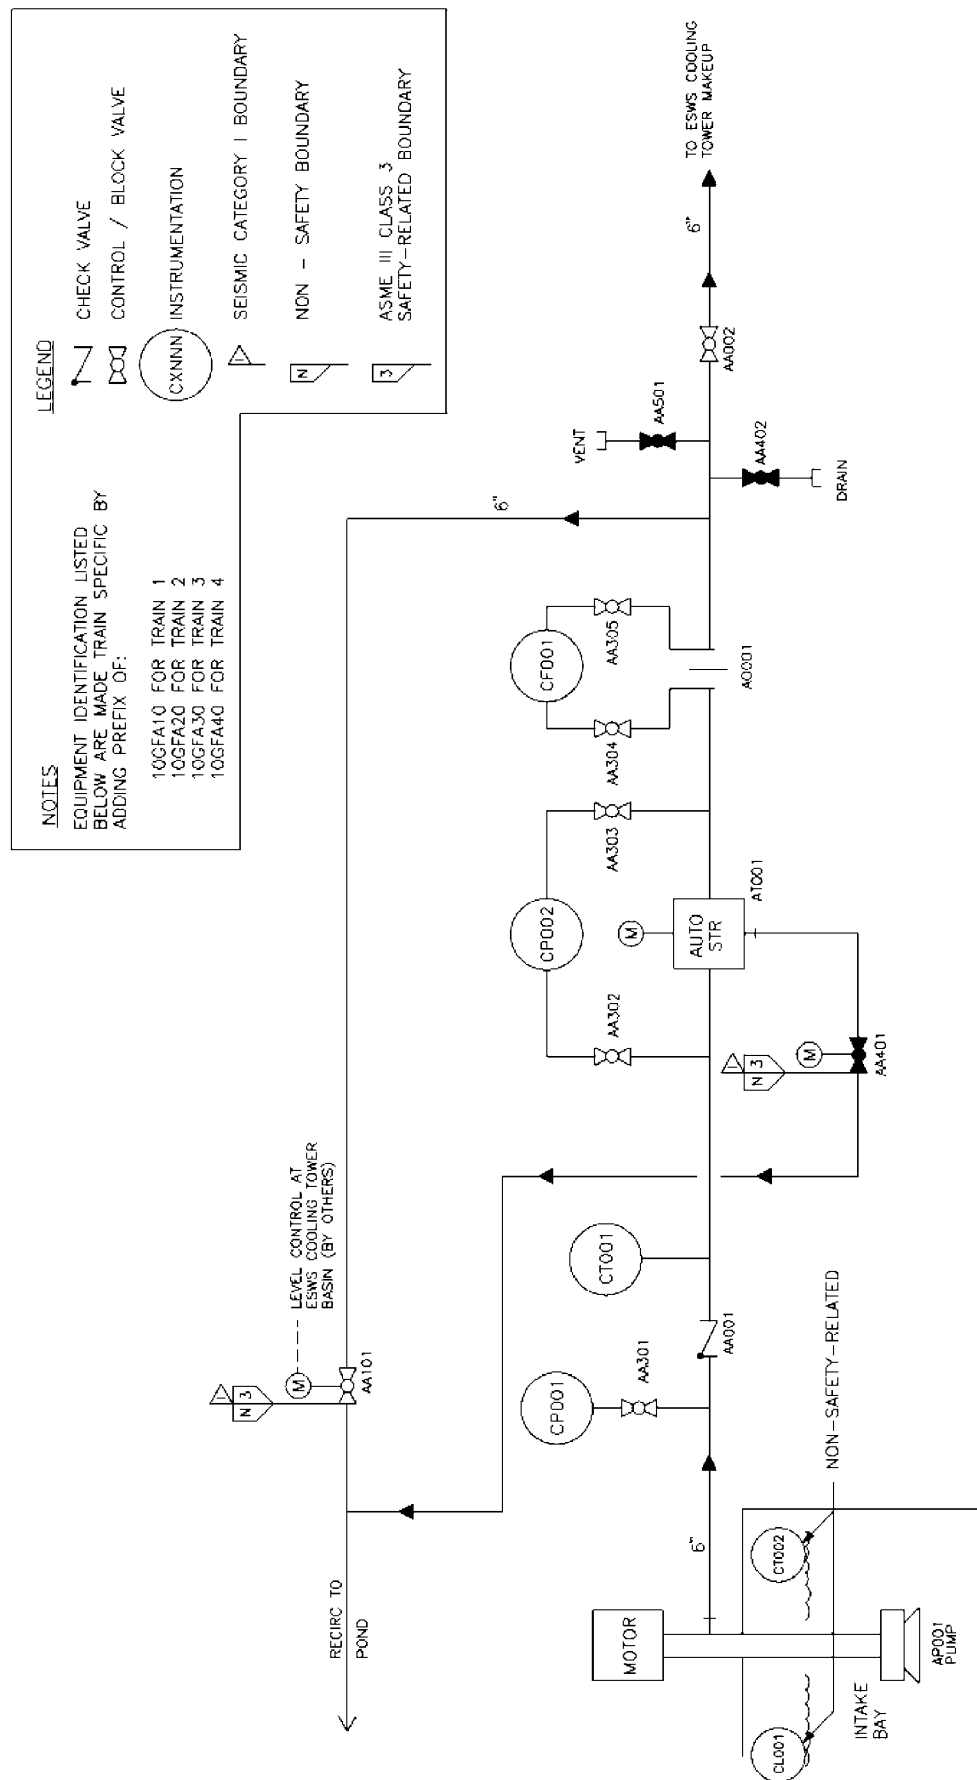 NOTES
EQUIPMENT IDENTIFICATION LISTED
BELOW ARE MADE TRAIN SPECIFIC BY
ADDING PREFIX OF:
10GFA10 FOR TRAIN 1
10GFA20 FOR TRAIN 2
10GFA30 FOR TRAIN 3
10GFA40 FOR TRAIN 4
LEGEND
CHECK VALVE
CONTROL / BLOCK VALVE
CXNNN
INSTRUMENTATION
1
SEISMIC CATEGORY I BOUNDARY
N
NON - SAFETY BOUNDARY
3
ASME III CLASS 3
SAFETY-RELATED BOUNDARY
RECIRC TO
POND
1
N 3
M
LEVEL CONTROL AT
ESWS COOLING TOWER
BASIN (BY OTHERS)
AA101
6"
CP001
AA301
CT001
AA001
CP002
AA302
AA303
M
AUTO
STR
AT001
CF001
AA304
AA305
AO001
VENT
AA501
AA402
DRAIN
AA002
6"
TO ESWS COOLING
TOWER MAKEUP
1
N 3
M
AA401
MOTOR
6"
CL001
CT002
NON-SAFETY-RELATED
INTAKE
BAY
AP001
PUMP